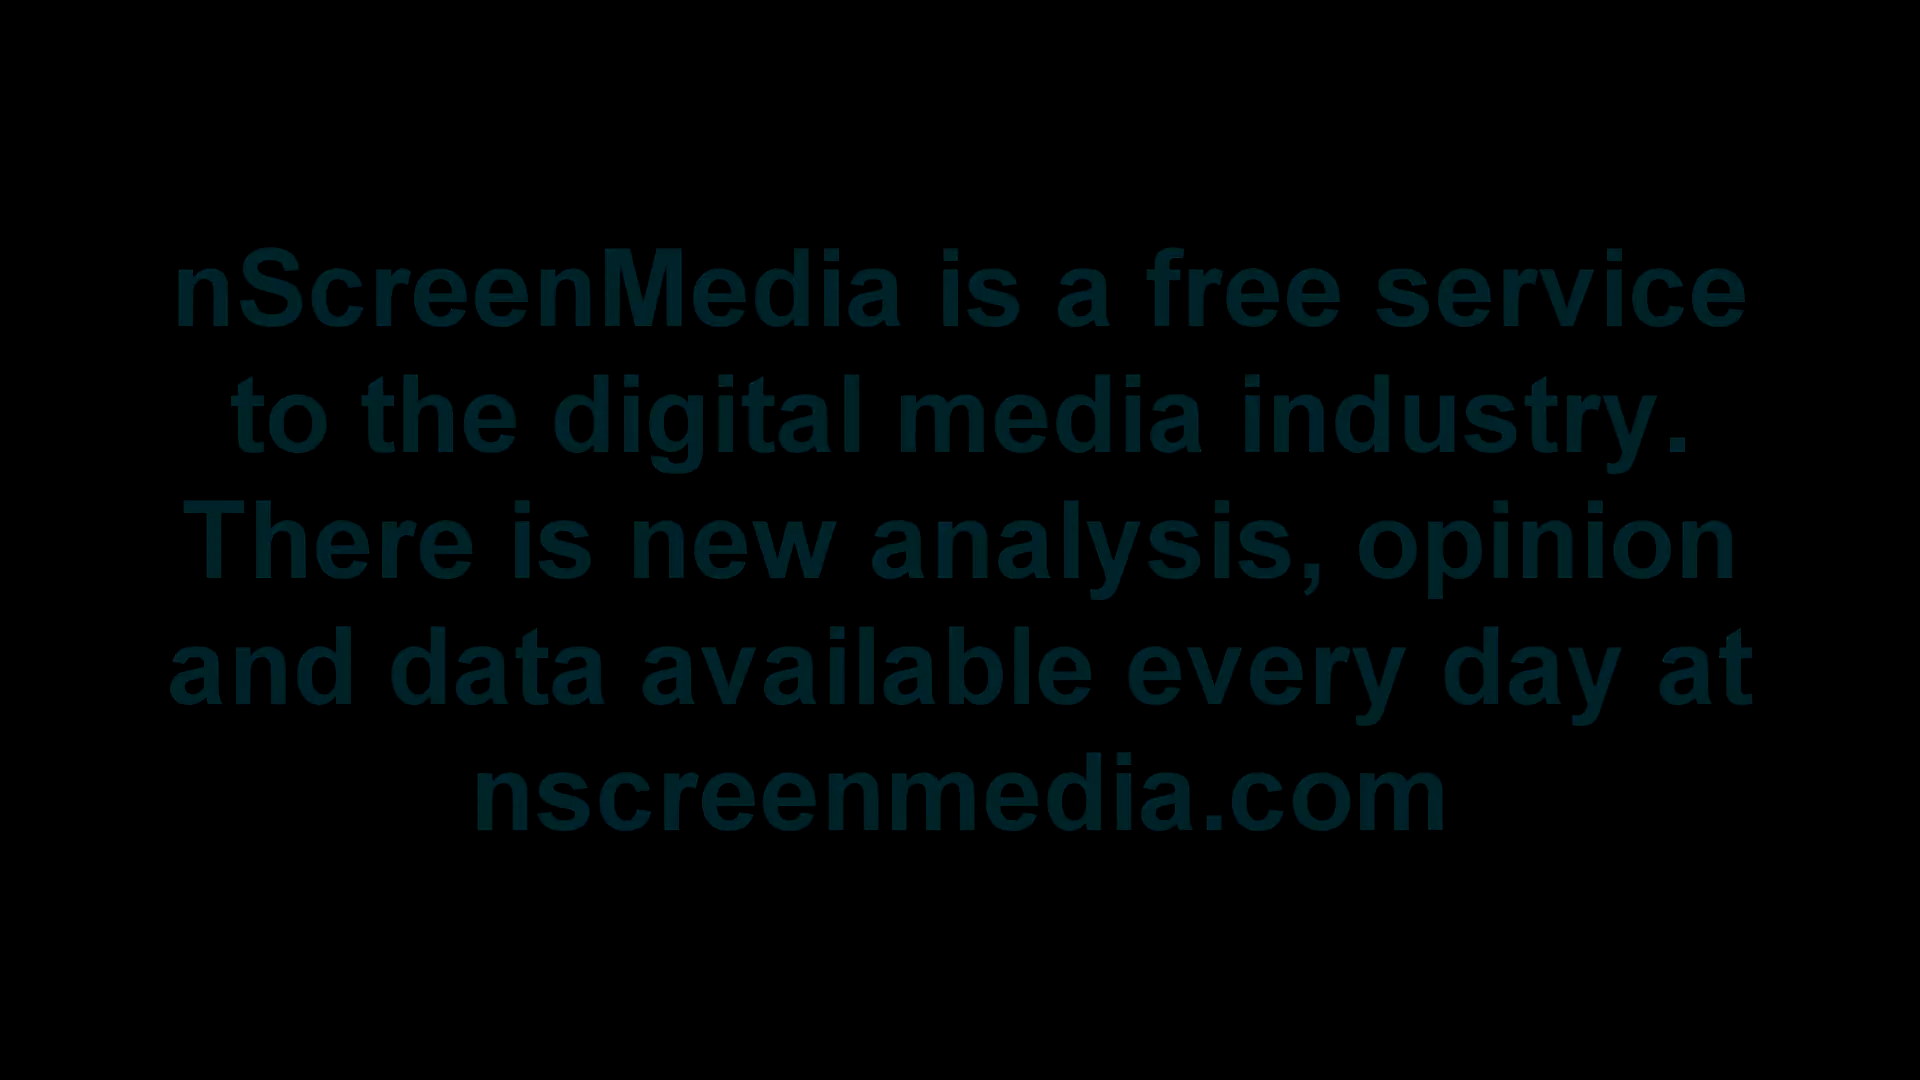 nScreenMedia is a free service
to the digital media industry.
There is new analysis, opinion
and data available every day at
nscreenmedia.com